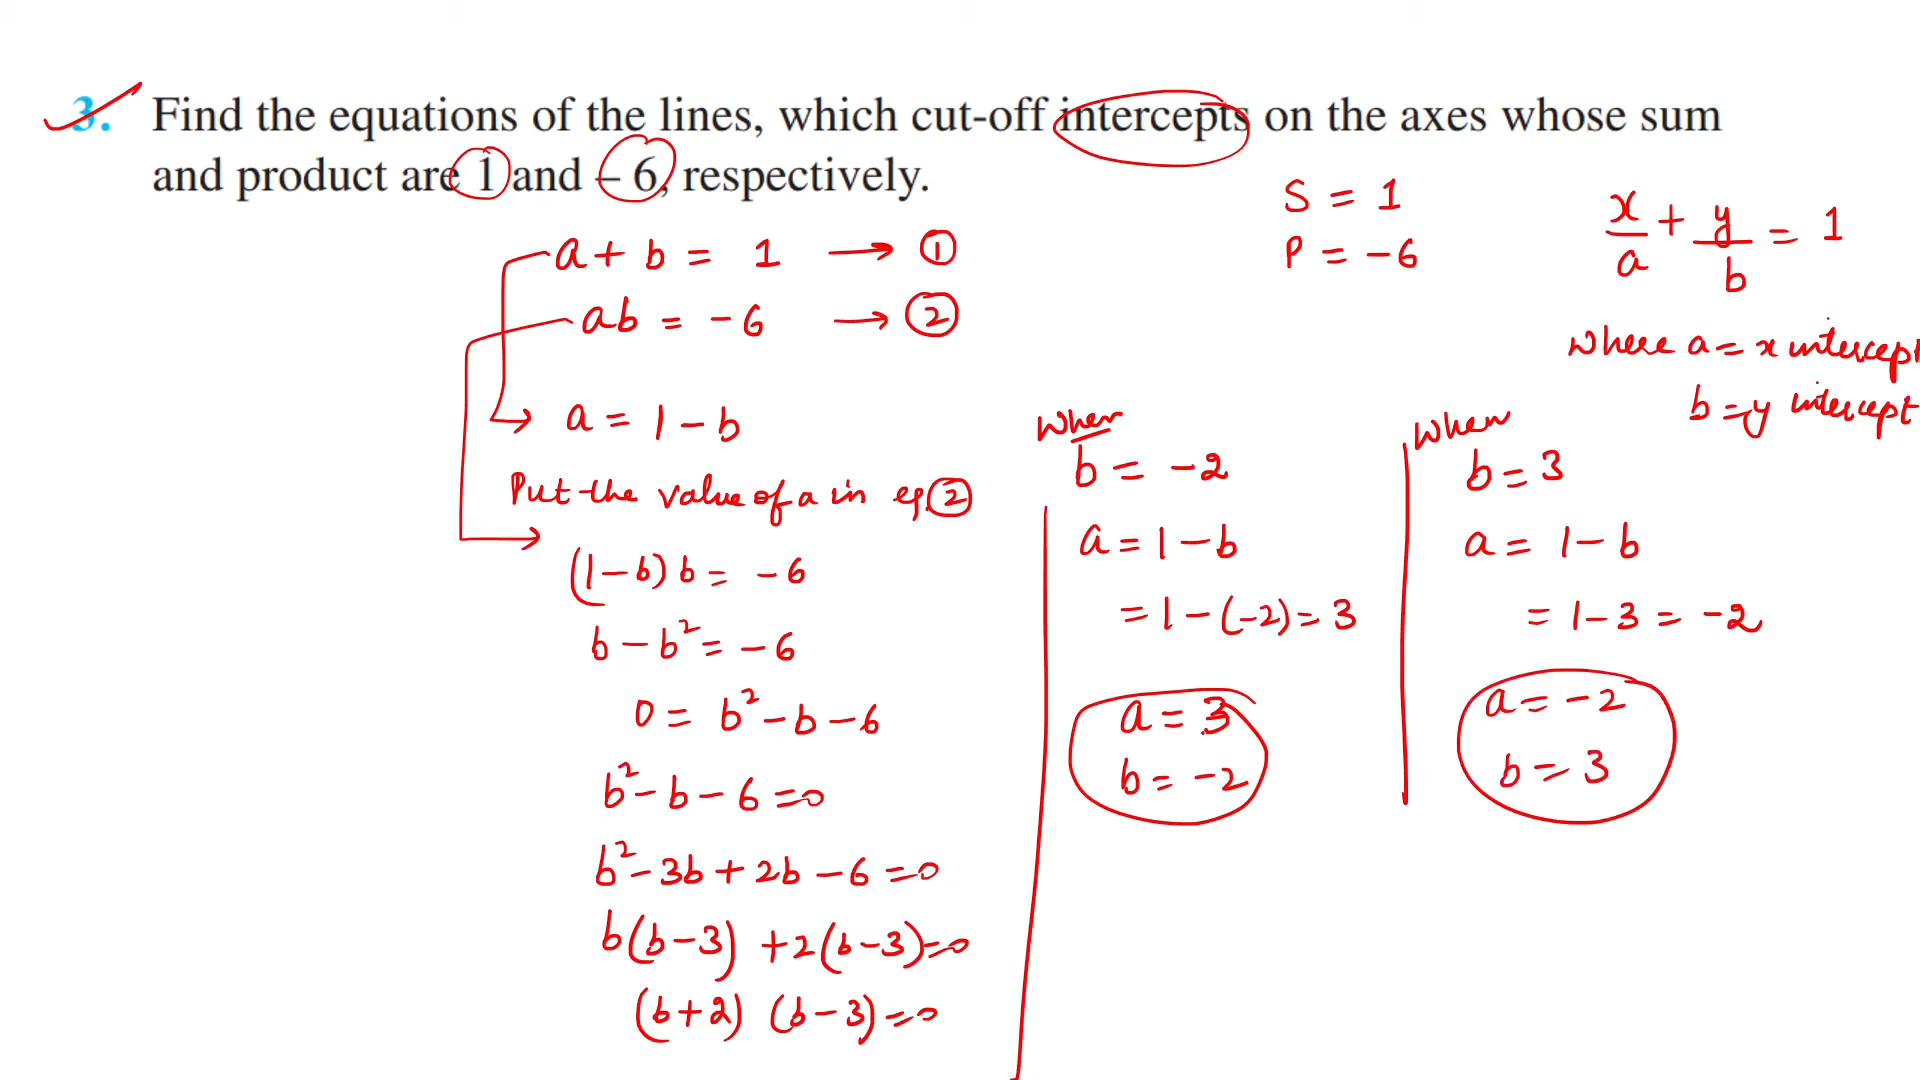 3. Find the equations of the lines, which cut-off intercepts on the axes whose sum
and product are 1 and – 6, respectively.
S = 1
P = -6
x/a + y/b = 1
where a = x intercept
b = y intercept
a + b = 1 → ①
ab = -6 → ②
a = 1 - b
Put the value of a in eq ②
(1-b) b = -6
b - b² = -6
0 = b² - b - 6
b² - b - 6 = 0
b² - 3b + 2b - 6 = 0
b(b-3) + 2(b-3) = 0
(b+2) (b-3) = 0
When
b = -2
a = 1 - b
= 1 - (-2) = 3
a = 3
b = -2
When
b = 3
a = 1 - b
= 1 - 3 = -2
a = -2
b = 3